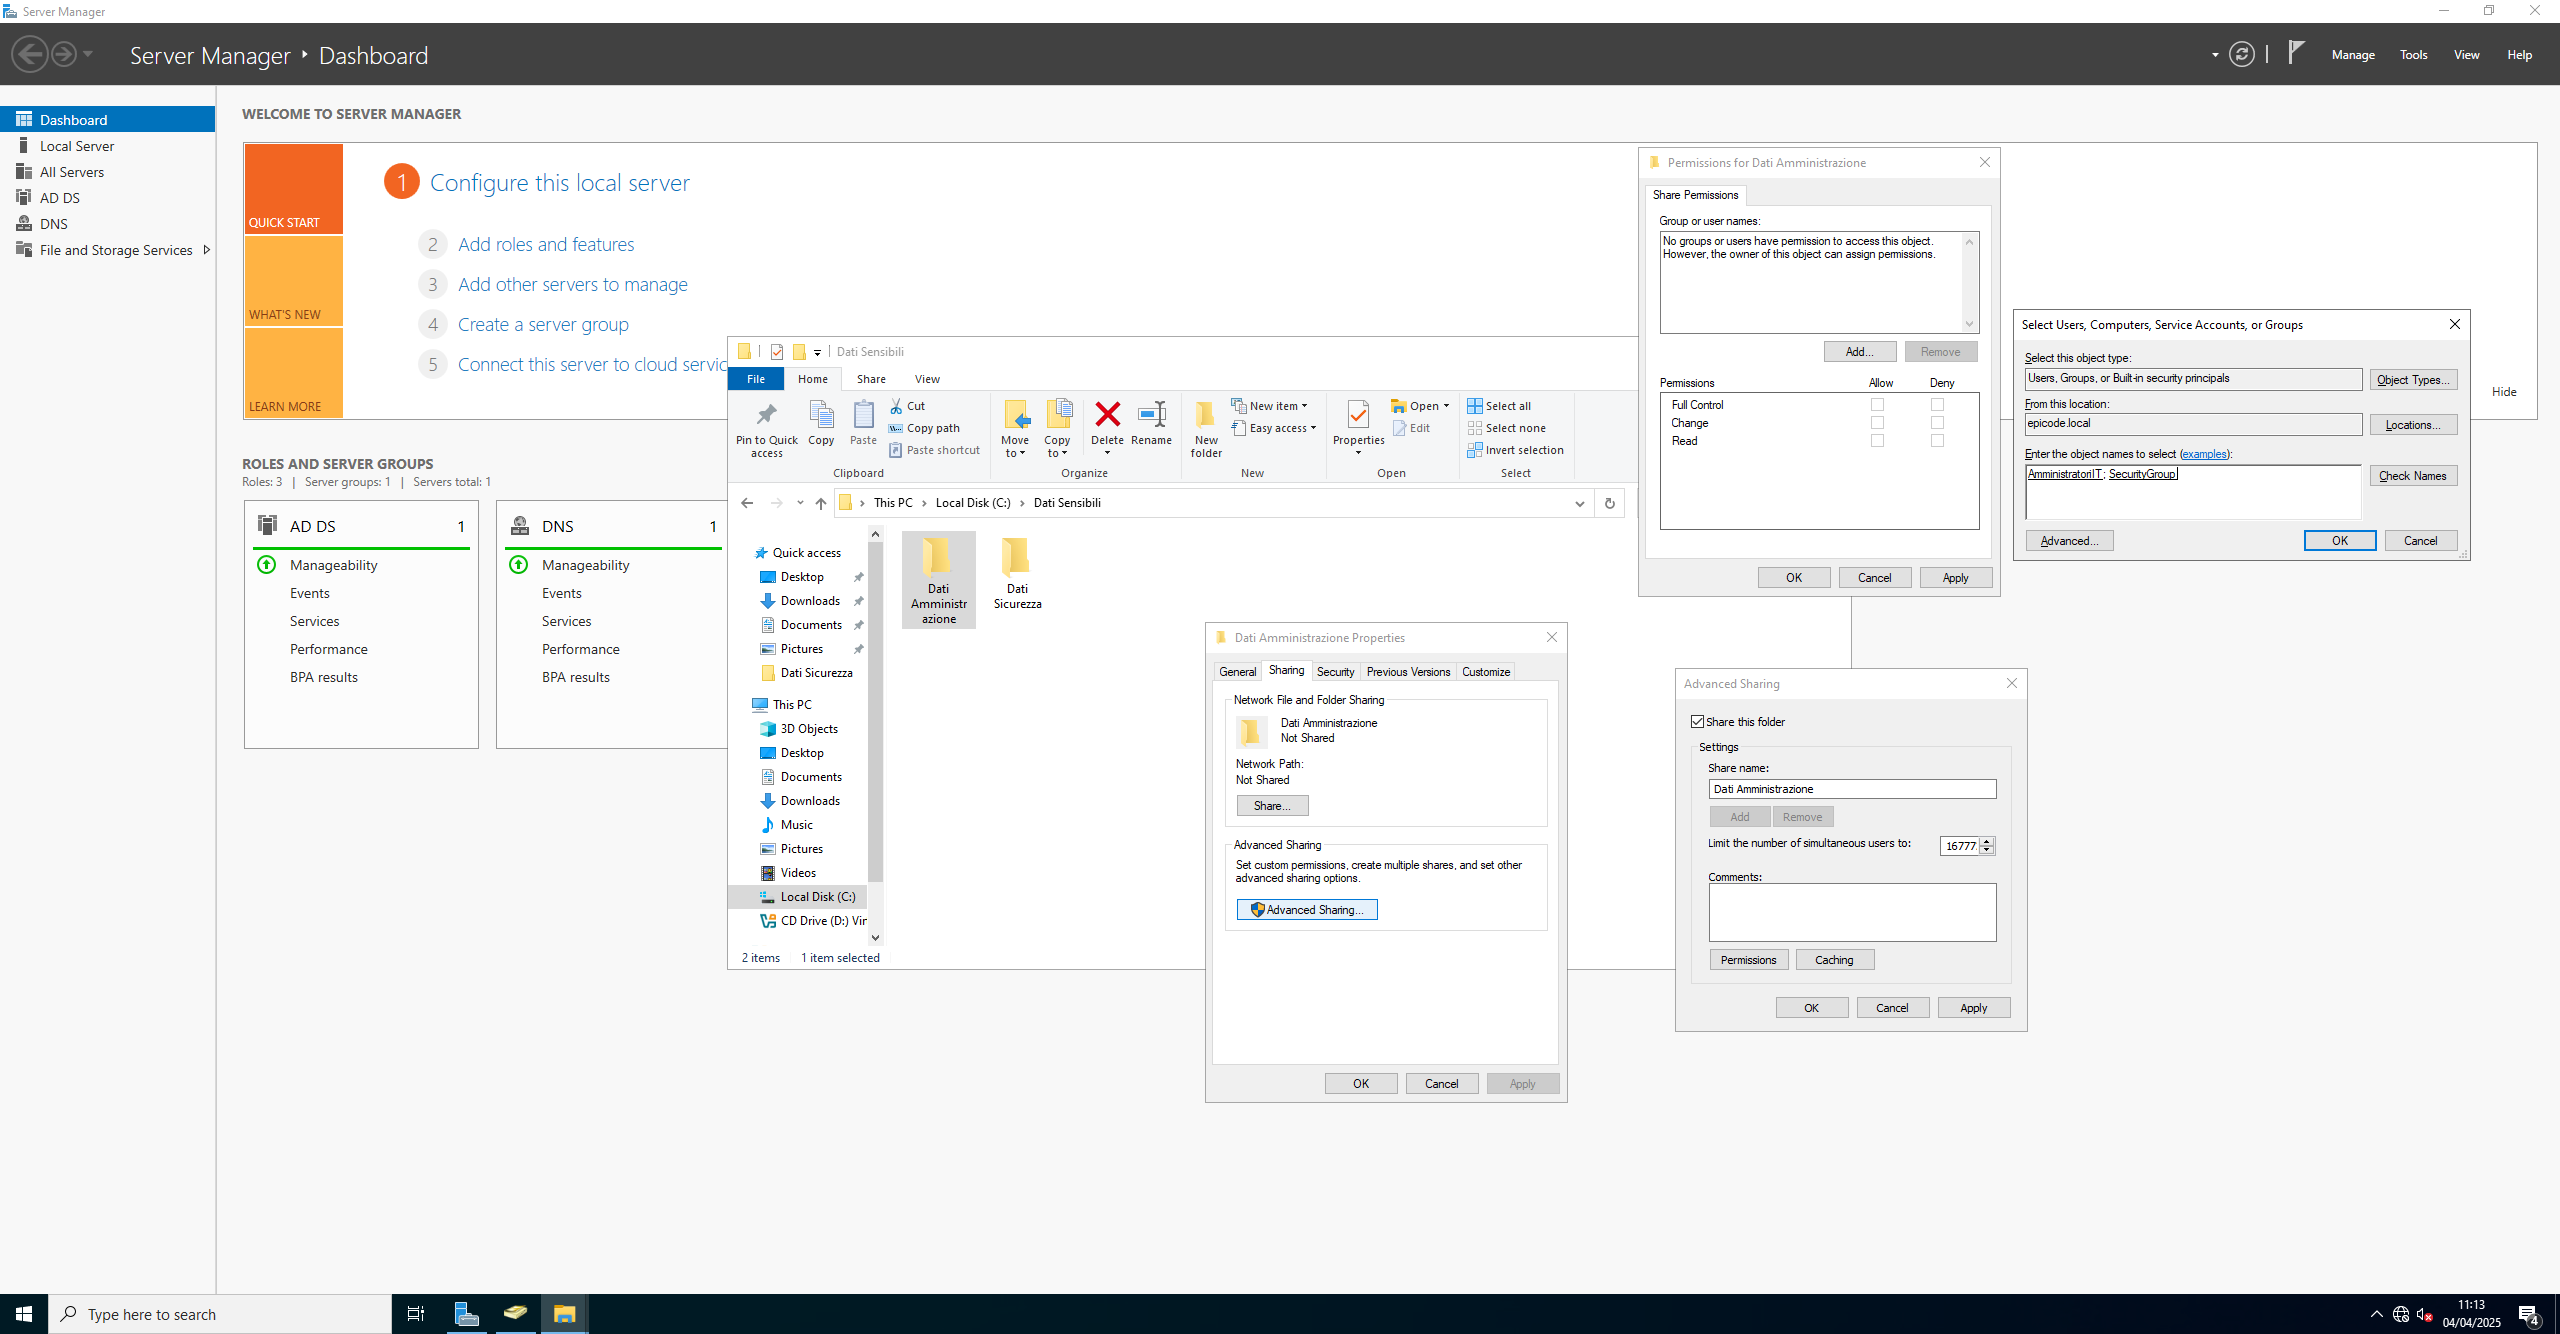 Server Manager
Server Manager ‣ Dashboard
Manage Tools View Help
Dashboard
Local Server
All Servers
AD DS
DNS
File and Storage Services
WELCOME TO SERVER MANAGER
QUICK START
WHAT'S NEW
LEARN MORE
1 Configure this local server
2 Add roles and features
3 Add other servers to manage
4 Create a server group
5 Connect this server to cloud servic
Hide
ROLES AND SERVER GROUPS
Roles: 3 | Server groups: 1 | Servers total: 1
AD DS 1
Manageability
Events
Services
Performance
BPA results
DNS 1
Manageability
Events
Services
Performance
BPA results
Dati Sensibili
File Home Share View
Pin to Quick access
Copy
Paste
Cut
Copy path
Paste shortcut
Clipboard
Move to
Copy to
Delete
Rename
Organize
New folder
New item
Easy access
New
Properties
Open
Edit
Open
Select all
Select none
Invert selection
Select
This PC › Local Disk (C:) › Dati Sensibili
Quick access
Desktop
Downloads
Documents
Pictures
Dati Sicurezza
This PC
3D Objects
Desktop
Documents
Downloads
Music
Pictures
Videos
Local Disk (C:)
CD Drive (D:) Vir
Dati
Amministr
azione
Dati
Sicurezza
2 items 1 item selected
Dati Amministrazione Properties
General Sharing Security Previous Versions Customize
Network File and Folder Sharing
Dati Amministrazione
Not Shared
Network Path:
Not Shared
Share...
Advanced Sharing
Set custom permissions, create multiple shares, and set other
advanced sharing options.
Advanced Sharing...
OK Cancel Apply
Permissions for Dati Amministrazione
Share Permissions
Group or user names:
No groups or users have permission to access this object.
However, the owner of this object can assign permissions.
Add... Remove
Permissions Allow Deny
Full Control
Change
Read
OK Cancel Apply
Select Users, Computers, Service Accounts, or Groups
Select this object type:
Users, Groups, or Built-in security principals
Object Types...
From this location:
epicode.local
Locations...
Enter the object names to select (examples):
AmministratoriIT; SecurityGroup
Check Names
Advanced...
OK Cancel
Advanced Sharing
Share this folder
Settings
Share name:
Dati Amministrazione
Add Remove
Limit the number of simultaneous users to: 16777
Comments:
Permissions Caching
OK Cancel Apply
Type here to search
11:13
04/04/2025
4